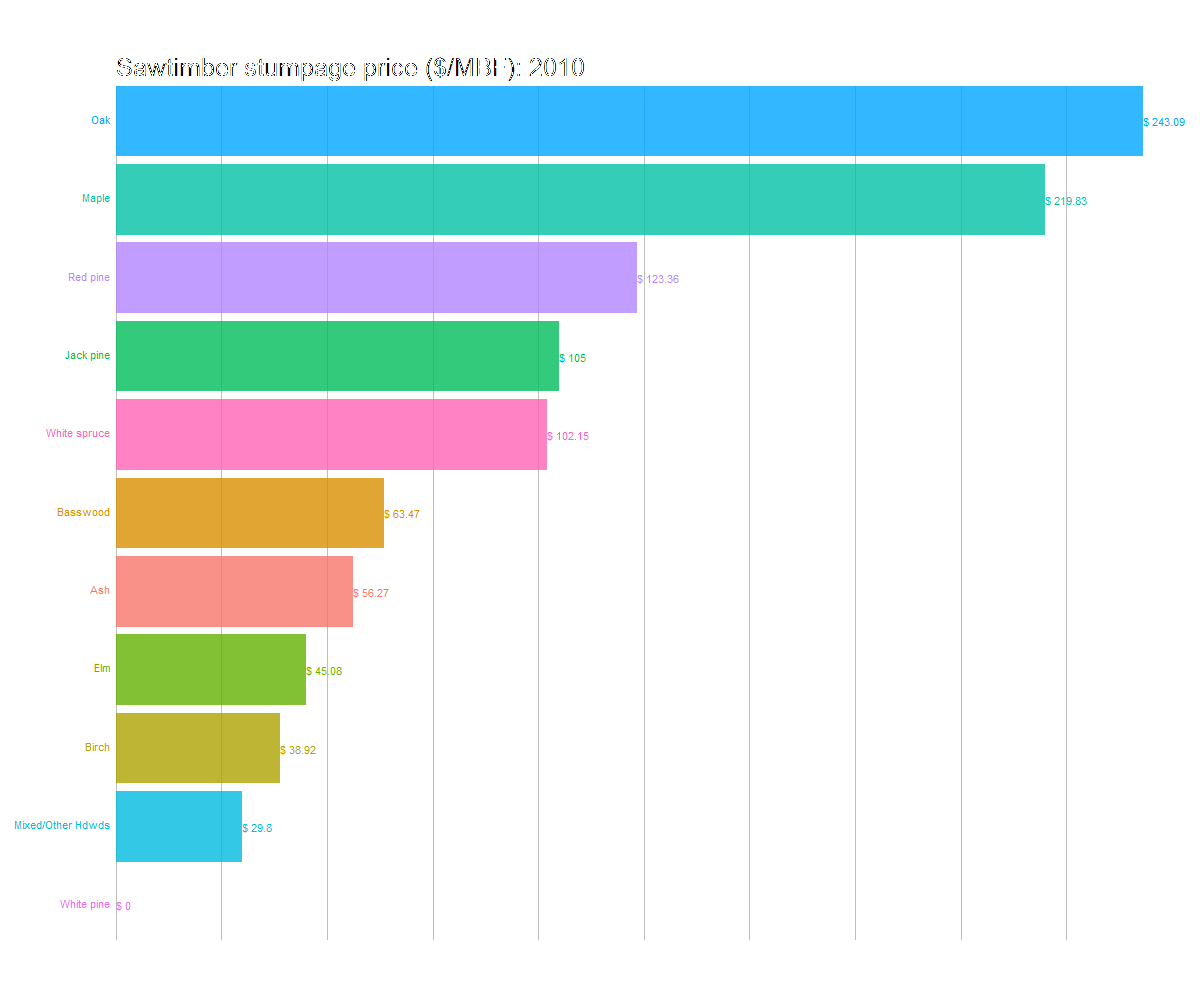 Sawtimber stumpage price ($/MBF): 2010
Oak $ 243.09
Maple $ 219.83
Red pine $ 123.36
Jack pine $ 105
White spruce $ 102.15
Basswood $ 63.47
Ash $ 56.27
Elm $ 45.08
Birch $ 38.92
Mixed/Other Hdwds $ 29.8
White pine $ 0